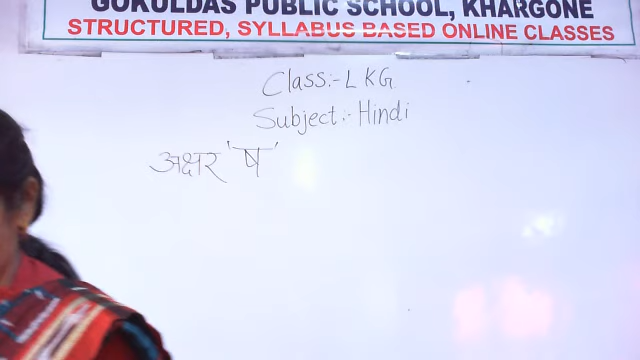 GOKULDAS PUBLIC SCHOOL, KHARGONE
STRUCTURED, SYLLABUS BASED ONLINE CLASSES
Class:- LKG
Subject:- Hindi
अक्षर 'ष'